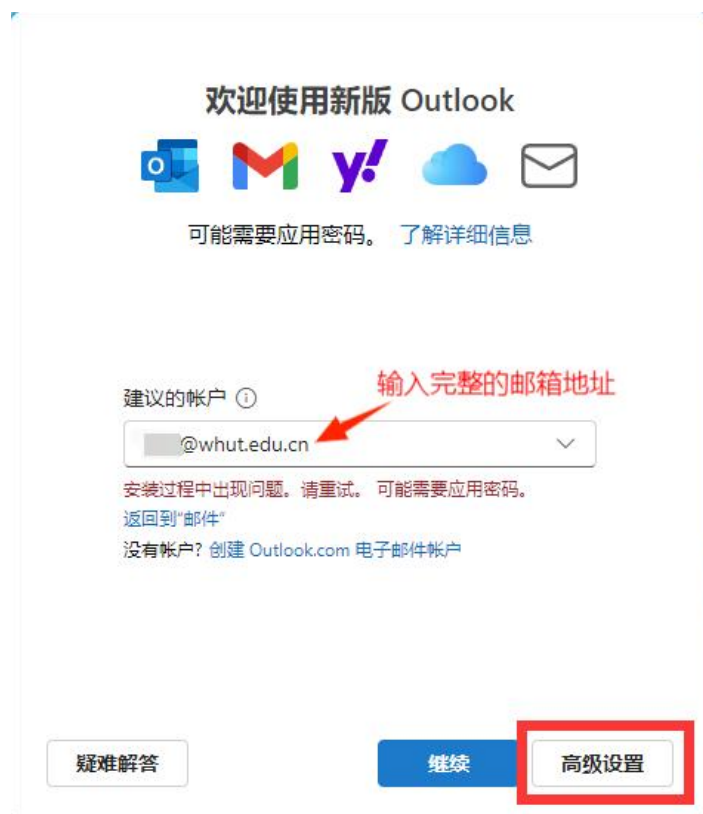 欢迎使用新版 Outlook
可能需要应用密码。 了解详细信息
输入完整的邮箱地址
建议的帐户
@whut.edu.cn
安装过程中出现问题。请重试。 可能需要应用密码。
返回到"邮件"
没有帐户? 创建 Outlook.com 电子邮件帐户
疑难解答 继续 高级设置